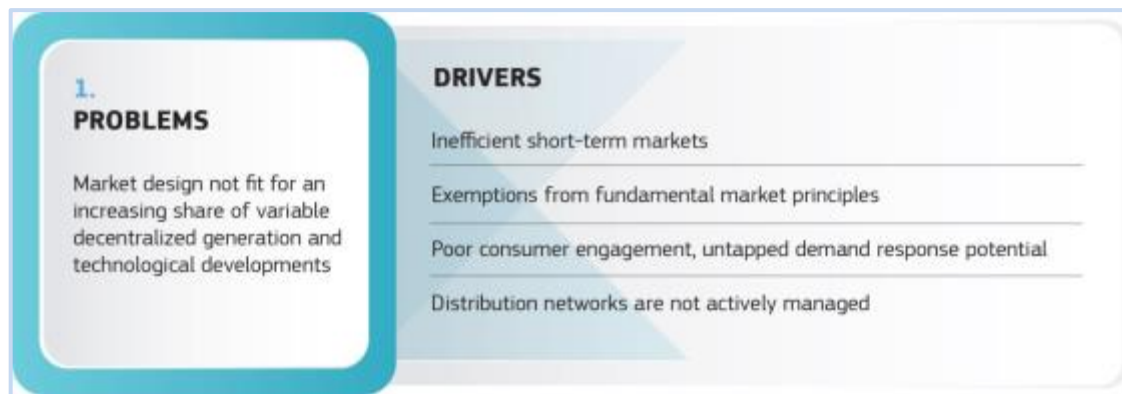 1.
PROBLEMS
Market design not fit for an
increasing share of variable
decentralized generation and
technological developments
DRIVERS
Inefficient short-term markets
Exemptions from fundamental market principles
Poor consumer engagement, untapped demand response potential
Distribution networks are not actively managed